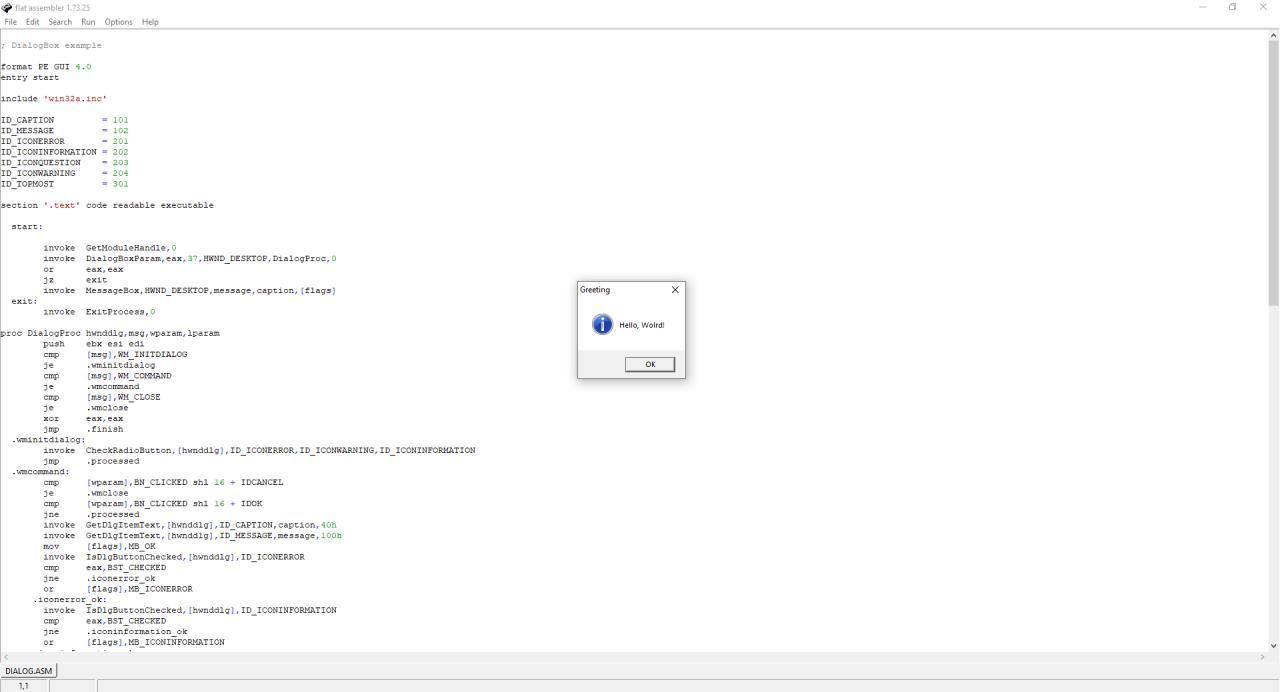 flat assembler 1.73.25
File Edit Search Run Options Help
; DialogBox example
format PE GUI 4.0
entry start
include 'win32a.inc'
ID_CAPTION = 101
ID_MESSAGE = 102
ID_ICONERROR = 201
ID_ICONINFORMATION = 202
ID_ICONQUESTION = 203
ID_ICONWARNING = 204
ID_TOPMOST = 301
section '.text' code readable executable
start:
invoke GetModuleHandle,0
invoke DialogBoxParam,eax,37,HWND_DESKTOP,DialogProc,0
or eax,eax
jz exit
invoke MessageBox,HWND_DESKTOP,message,caption,[flags]
exit:
invoke ExitProcess,0
proc DialogProc hwnddlg,msg,wparam,lparam
push ebx esi edi
cmp [msg],WM_INITDIALOG
je .wminitdialog
cmp [msg],WM_COMMAND
je .wmcommand
cmp [msg],WM_CLOSE
je .wmclose
xor eax,eax
jmp .finish
.wminitdialog:
invoke CheckRadioButton,[hwnddlg],ID_ICONERROR,ID_ICONWARNING,ID_ICONINFORMATION
jmp .processed
.wmcommand:
cmp [wparam],BN_CLICKED shl 16 + IDCANCEL
je .wmclose
cmp [wparam],BN_CLICKED shl 16 + IDOK
jne .processed
invoke GetDlgItemText,[hwnddlg],ID_CAPTION,caption,40h
invoke GetDlgItemText,[hwnddlg],ID_MESSAGE,message,100h
mov [flags],MB_OK
invoke IsDlgButtonChecked,[hwnddlg],ID_ICONERROR
cmp eax,BST_CHECKED
jne .iconerror_ok
or [flags],MB_ICONERROR
.iconerror_ok:
invoke IsDlgButtonChecked,[hwnddlg],ID_ICONINFORMATION
cmp eax,BST_CHECKED
jne .iconinformation_ok
or [flags],MB_ICONINFORMATION
Greeting
Hello, Wolrd!
OK
DIALOG.ASM
1,1